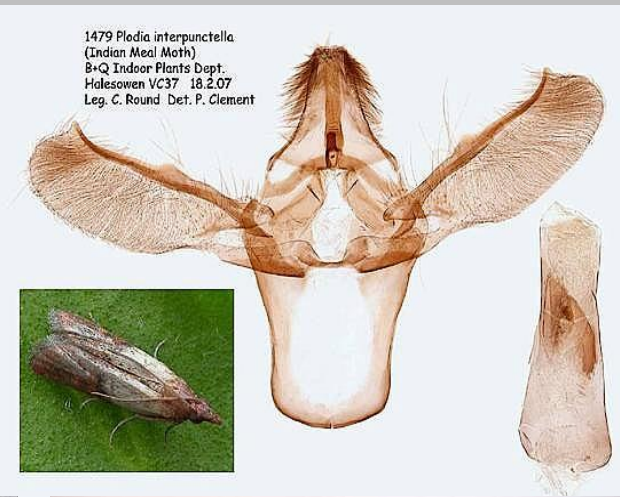 1479 Plodia interpunctella
(Indian Meal Moth)
B+Q Indoor Plants Dept.
Halesowen VC37 18.2.07
Leg. C. Round Det. P. Clement